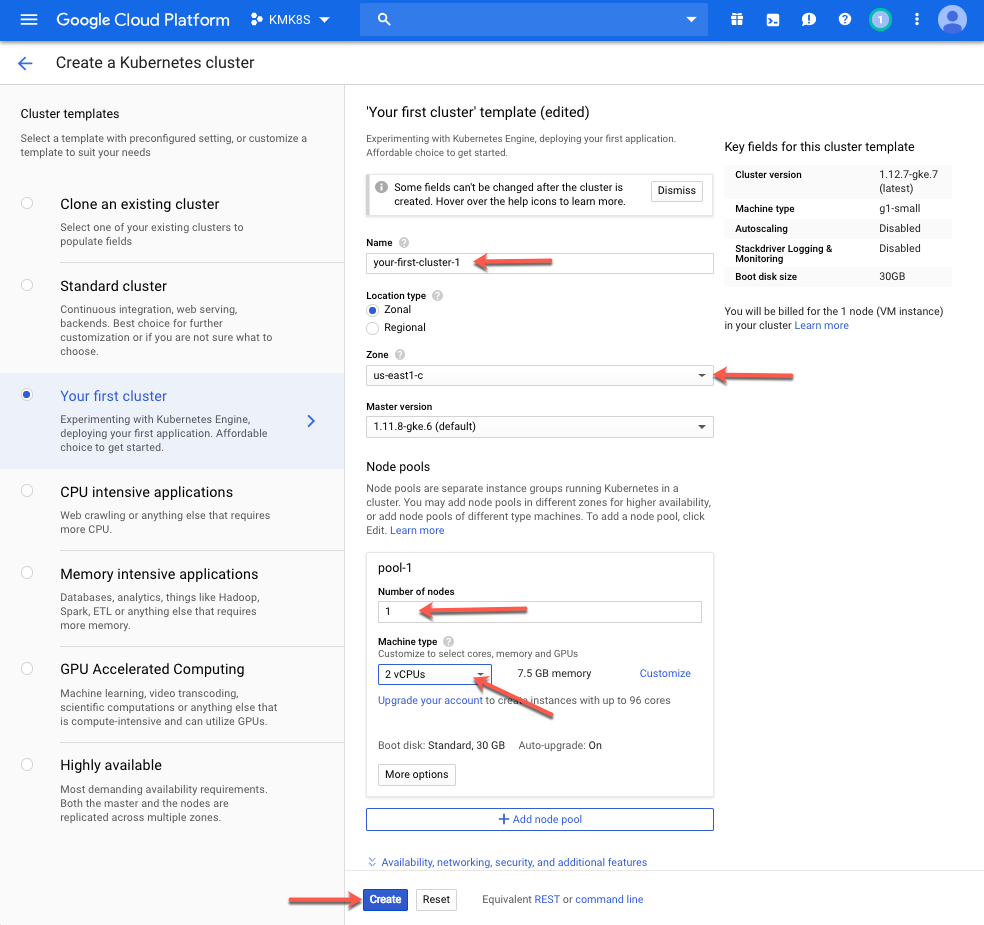 Google Cloud Platform
KMK8S
1
Create a Kubernetes cluster
Cluster templates
Select a template with preconfigured setting, or customize a
template to suit your needs
Clone an existing cluster
Select one of your existing clusters to
populate fields
Standard cluster
Continuous integration, web serving,
backends. Best choice for further
customization or if you are not sure what to
choose.
Your first cluster
Experimenting with Kubernetes Engine,
deploying your first application. Affordable
choice to get started.
CPU intensive applications
Web crawling or anything else that requires
more CPU.
Memory intensive applications
Databases, analytics, things like Hadoop,
Spark, ETL or anything else that requires
more memory.
GPU Accelerated Computing
Machine learning, video transcoding,
scientific computations or anything else that
is compute-intensive and can utilize GPUs.
Highly available
Most demanding availability requirements.
Both the master and the nodes are
replicated across multiple zones.
'Your first cluster' template (edited)
Experimenting with Kubernetes Engine, deploying your first application.
Affordable choice to get started.
Some fields can't be changed after the cluster is
created. Hover over the help icons to learn more.
Dismiss
Name
your-first-cluster-1
Location type
Zonal
Regional
Zone
us-east1-c
Master version
1.11.8-gke.6 (default)
Node pools
Node pools are separate instance groups running Kubernetes in a
cluster. You may add node pools in different zones for higher availability,
or add node pools of different type machines. To add a node pool, click
Edit. Learn more
pool-1
Number of nodes
1
Machine type
Customize to select cores, memory and GPUs
2 vCPUs 7.5 GB memory Customize
Upgrade your account to create instances with up to 96 cores
Boot disk: Standard, 30 GB Auto-upgrade: On
More options
Add node pool
Availability, networking, security, and additional features
Create Reset Equivalent REST or command line
Key fields for this cluster template
Cluster version 1.12.7-gke.7
(latest)
Machine type g1-small
Autoscaling Disabled
Stackdriver Logging & Disabled
Monitoring
Boot disk size 30GB
You will be billed for the 1 node (VM instance)
in your cluster Learn more